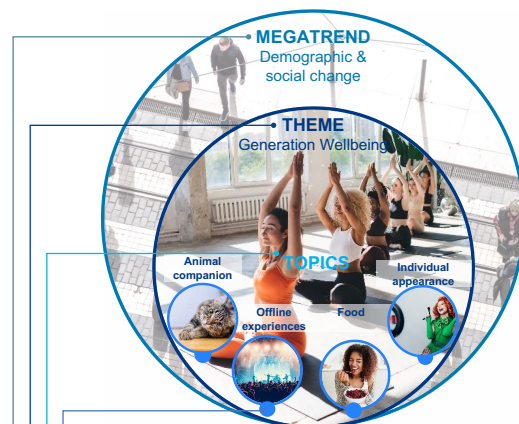 MEGATREND
Demographic &
social change
THEME
Generation Wellbeing
TOPICS
Animal
companion
Individual
appearance
Offline
experiences
Food